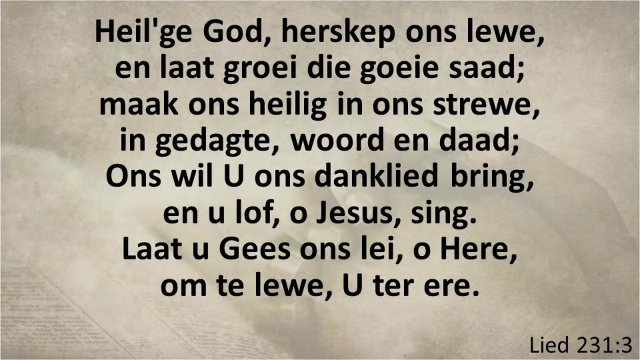 Heil'ge God, herskep ons lewe,
en laat groei die goeie saad;
maak ons heilig in ons strewe,
in gedagte, woord en daad;
Ons wil U ons danklied bring,
en u lof, o Jesus, sing.
Laat u Gees ons lei, o Here,
om te lewe, U ter ere.
Lied 231:3